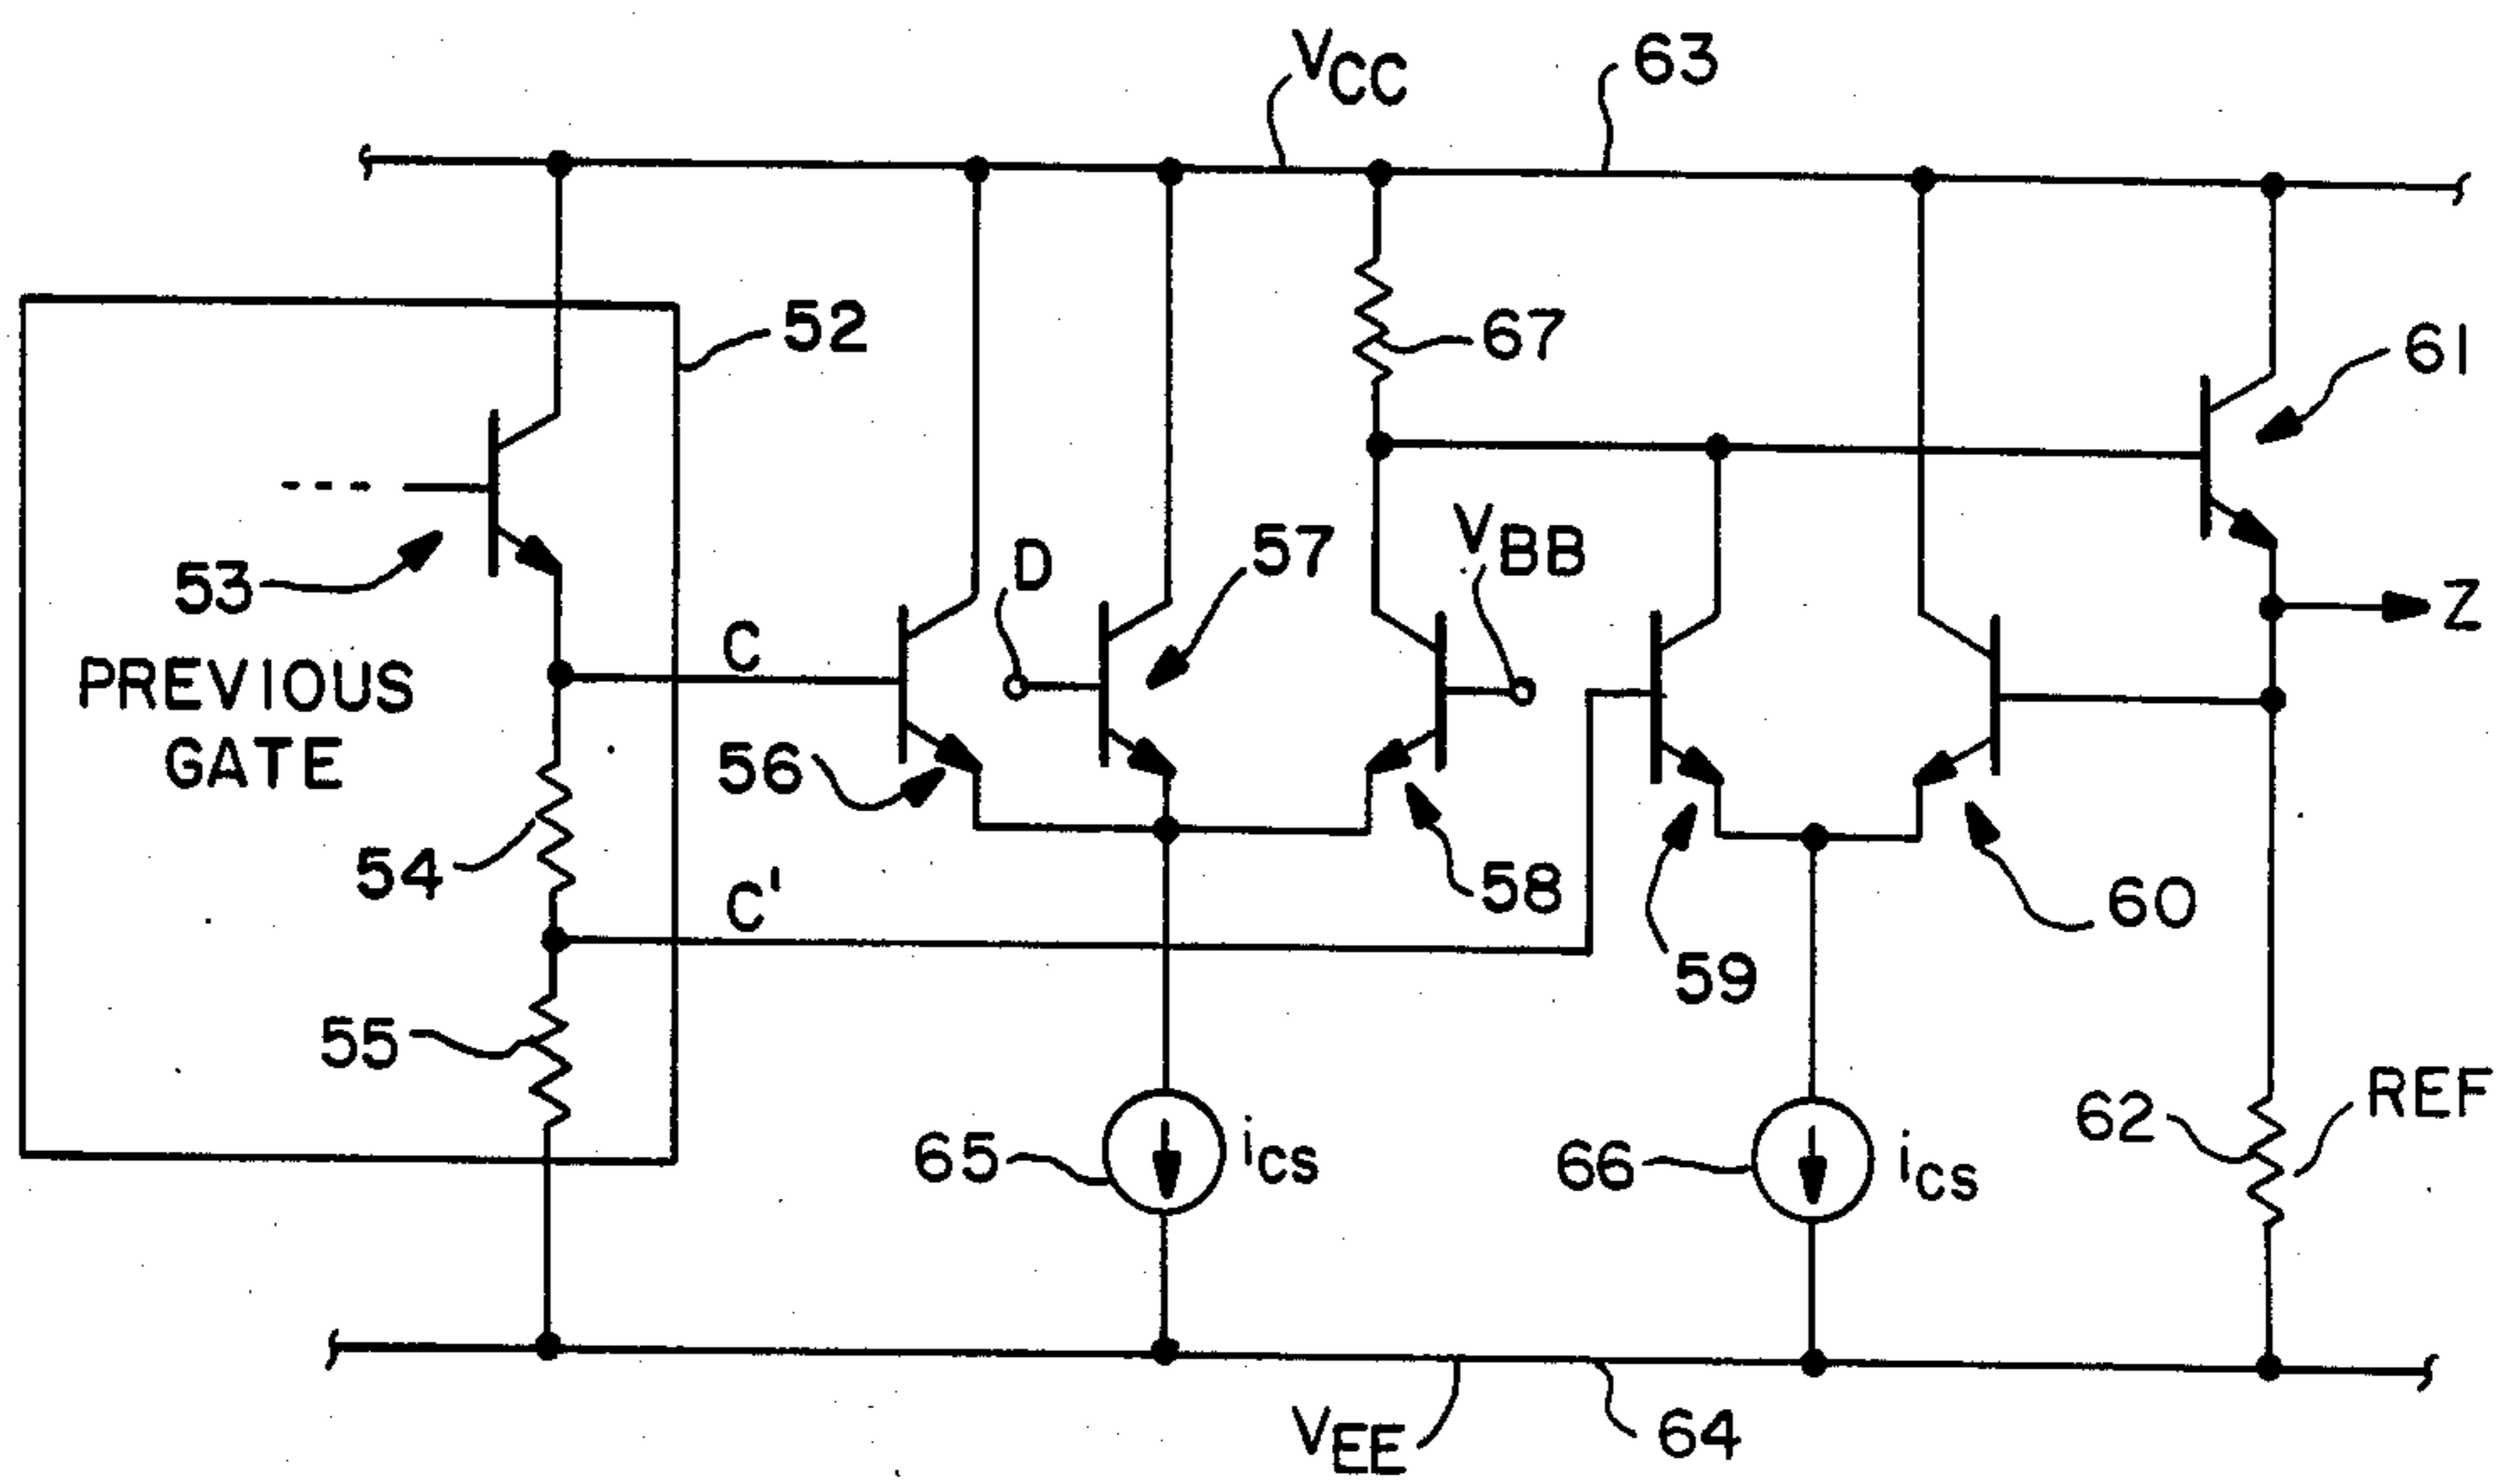 VCC
63
52
67
61
53
D
57
VBB
Z
C
PREVIOUS
GATE
56
54
C'
58
60
59
55
REF
62
65
ics
66
ics
VEE
64